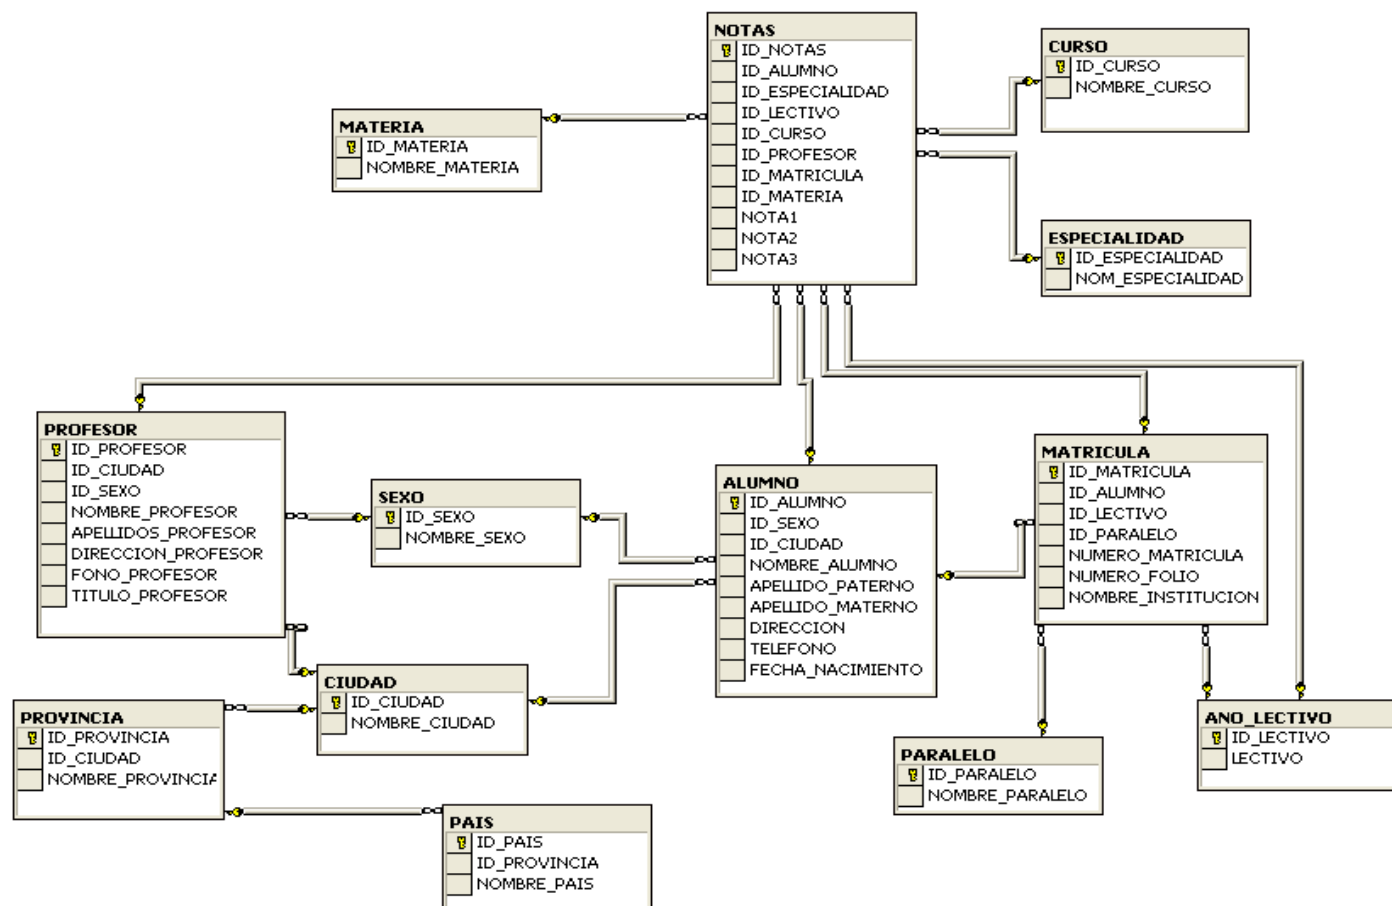 NOTAS
ID_NOTAS
ID_ALUMNO
ID_ESPECIALIDAD
ID_LECTIVO
ID_CURSO
ID_PROFESOR
ID_MATRICULA
ID_MATERIA
NOTA1
NOTA2
NOTA3
CURSO
ID_CURSO
NOMBRE_CURSO
MATERIA
ID_MATERIA
NOMBRE_MATERIA
ESPECIALIDAD
ID_ESPECIALIDAD
NOM_ESPECIALIDAD
PROFESOR
ID_PROFESOR
ID_CIUDAD
ID_SEXO
NOMBRE_PROFESOR
APELLIDOS_PROFESOR
DIRECCION_PROFESOR
FONO_PROFESOR
TITULO_PROFESOR
SEXO
ID_SEXO
NOMBRE_SEXO
ALUMNO
ID_ALUMNO
ID_SEXO
ID_CIUDAD
NOMBRE_ALUMNO
APELLIDO_PATERNO
APELLIDO_MATERNO
DIRECCION
TELEFONO
FECHA_NACIMIENTO
MATRICULA
ID_MATRICULA
ID_ALUMNO
ID_LECTIVO
ID_PARALELO
NUMERO_MATRICULA
NUMERO_FOLIO
NOMBRE_INSTITUCION
CIUDAD
ID_CIUDAD
NOMBRE_CIUDAD
PROVINCIA
ID_PROVINCIA
ID_CIUDAD
NOMBRE_PROVINCIA
PARALELO
ID_PARALELO
NOMBRE_PARALELO
ANO_LECTIVO
ID_LECTIVO
LECTIVO
PAIS
ID_PAIS
ID_PROVINCIA
NOMBRE_PAIS